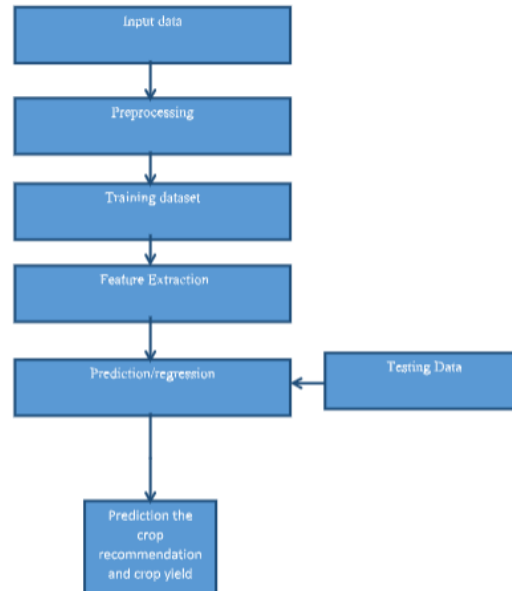 Input data
Preprocessing
Training dataset
Feature Extraction
Prediction/regression
Testing Data
Prediction the
crop
recommendation
and crop yield